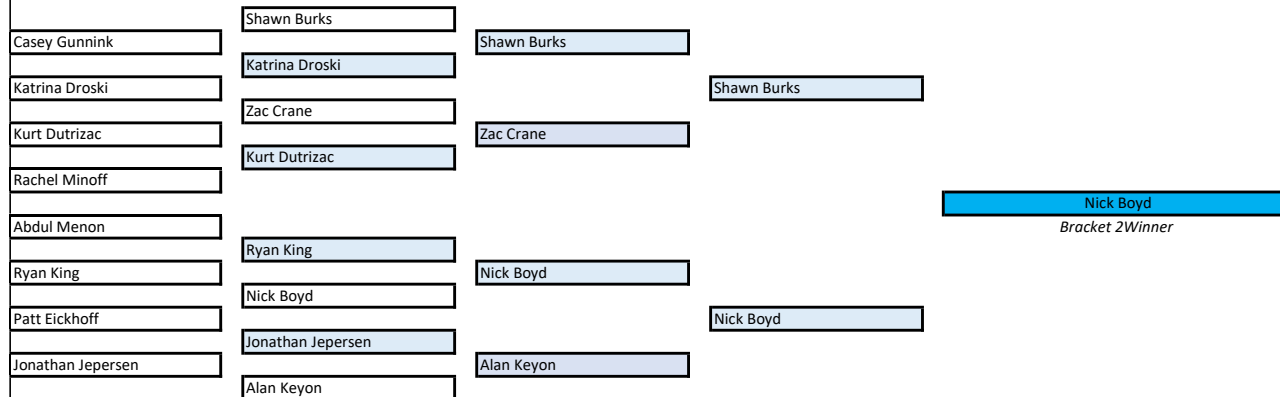 Shawn Burks
Casey Gunnink
Shawn Burks
Katrina Droski
Katrina Droski
Shawn Burks
Zac Crane
Kurt Dutrizac
Zac Crane
Kurt Dutrizac
Rachel Minoff
Nick Boyd
Abdul Menon
Bracket 2Winner
Ryan King
Ryan King
Nick Boyd
Nick Boyd
Patt Eickhoff
Nick Boyd
Jonathan Jepersen
Jonathan Jepersen
Alan Keyon
Alan Keyon